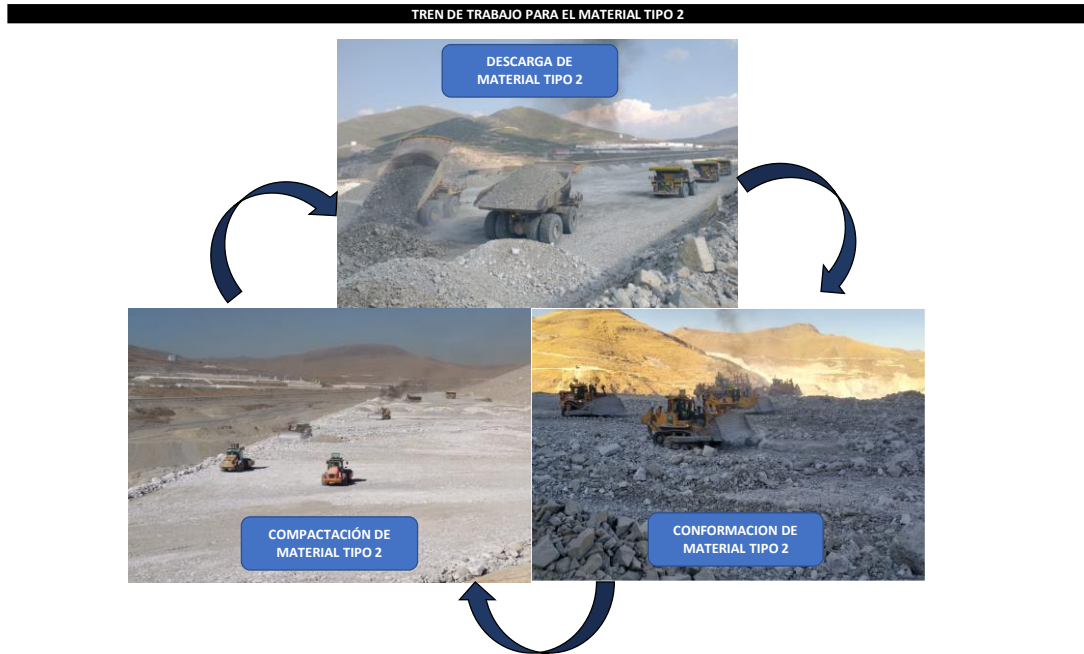 TREN DE TRABAJO PARA EL MATERIAL TIPO 2
DESCARGA DE
MATERIAL TIPO 2
COMPACTACIÓN DE
MATERIAL TIPO 2
CONFORMACION DE
MATERIAL TIPO 2